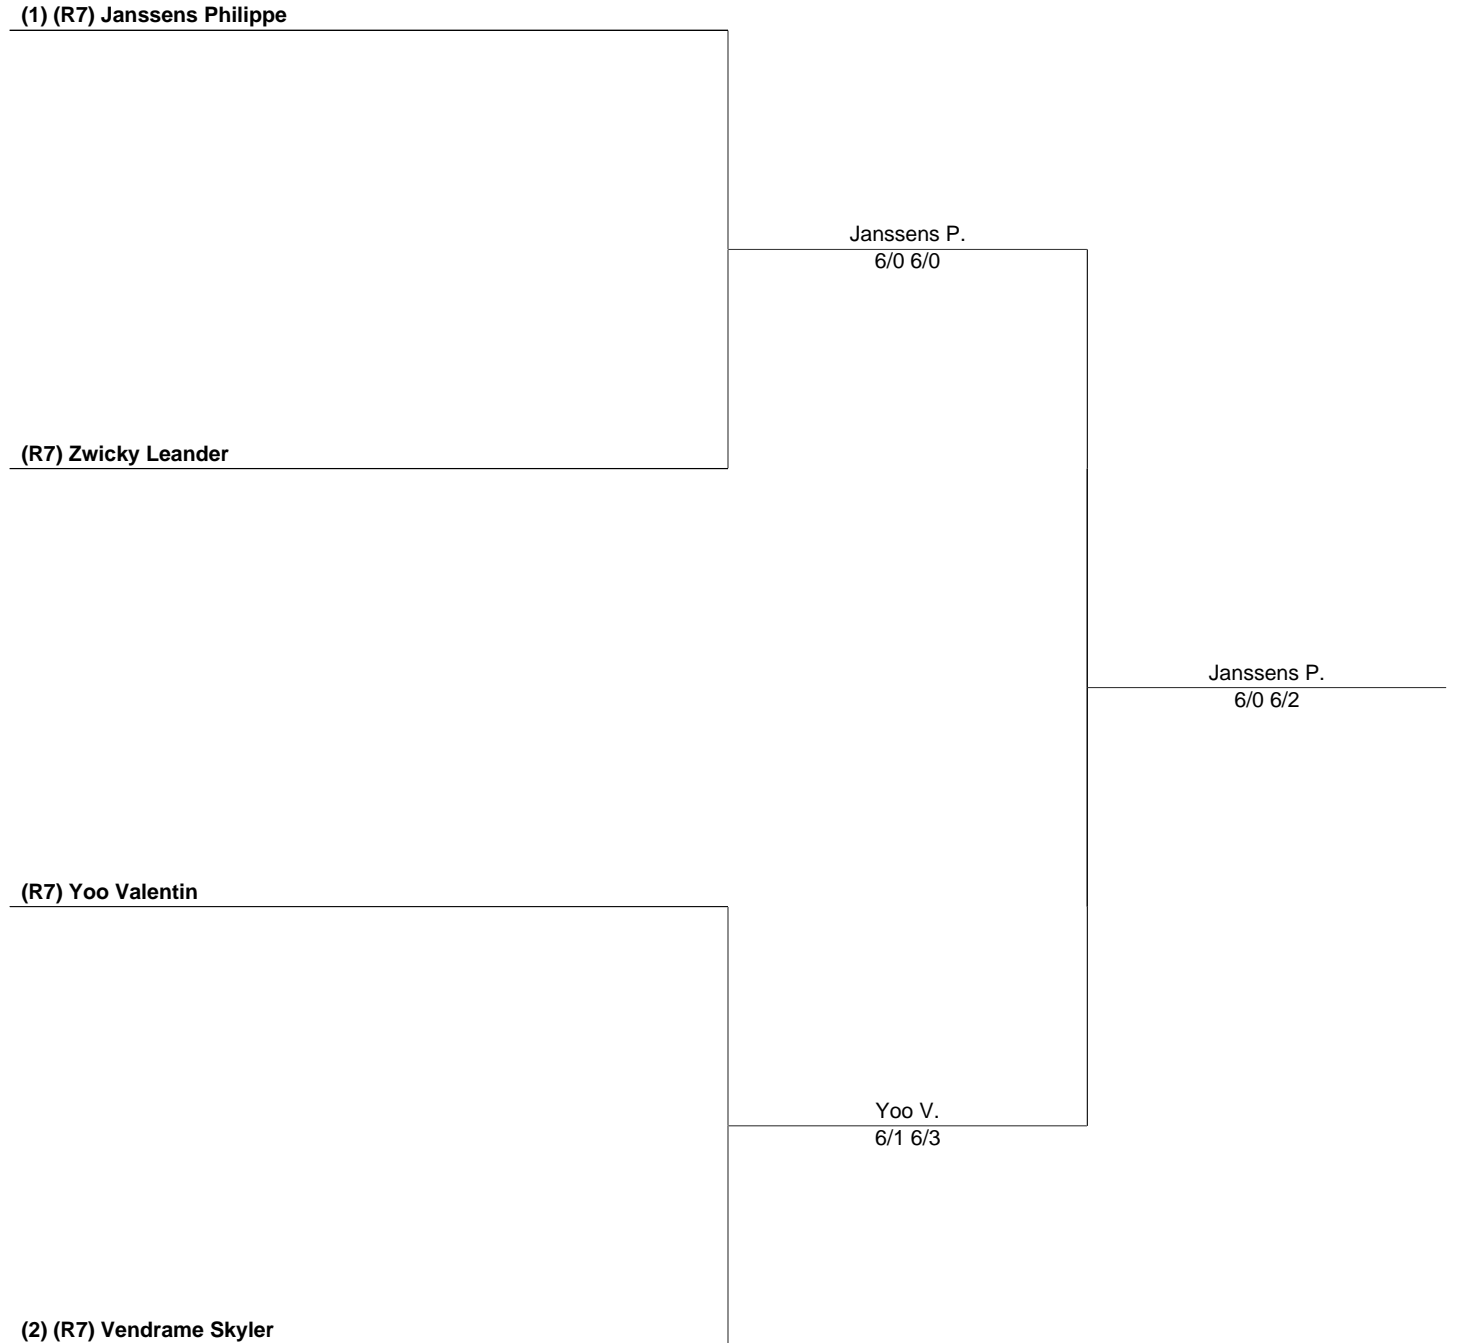 (1) (R7) Janssens Philippe
Janssens P.
6/0 6/0
(R7) Zwicky Leander
Janssens P.
6/0 6/2
(R7) Yoo Valentin
Yoo V.
6/1 6/3
(2) (R7) Vendrame Skyler